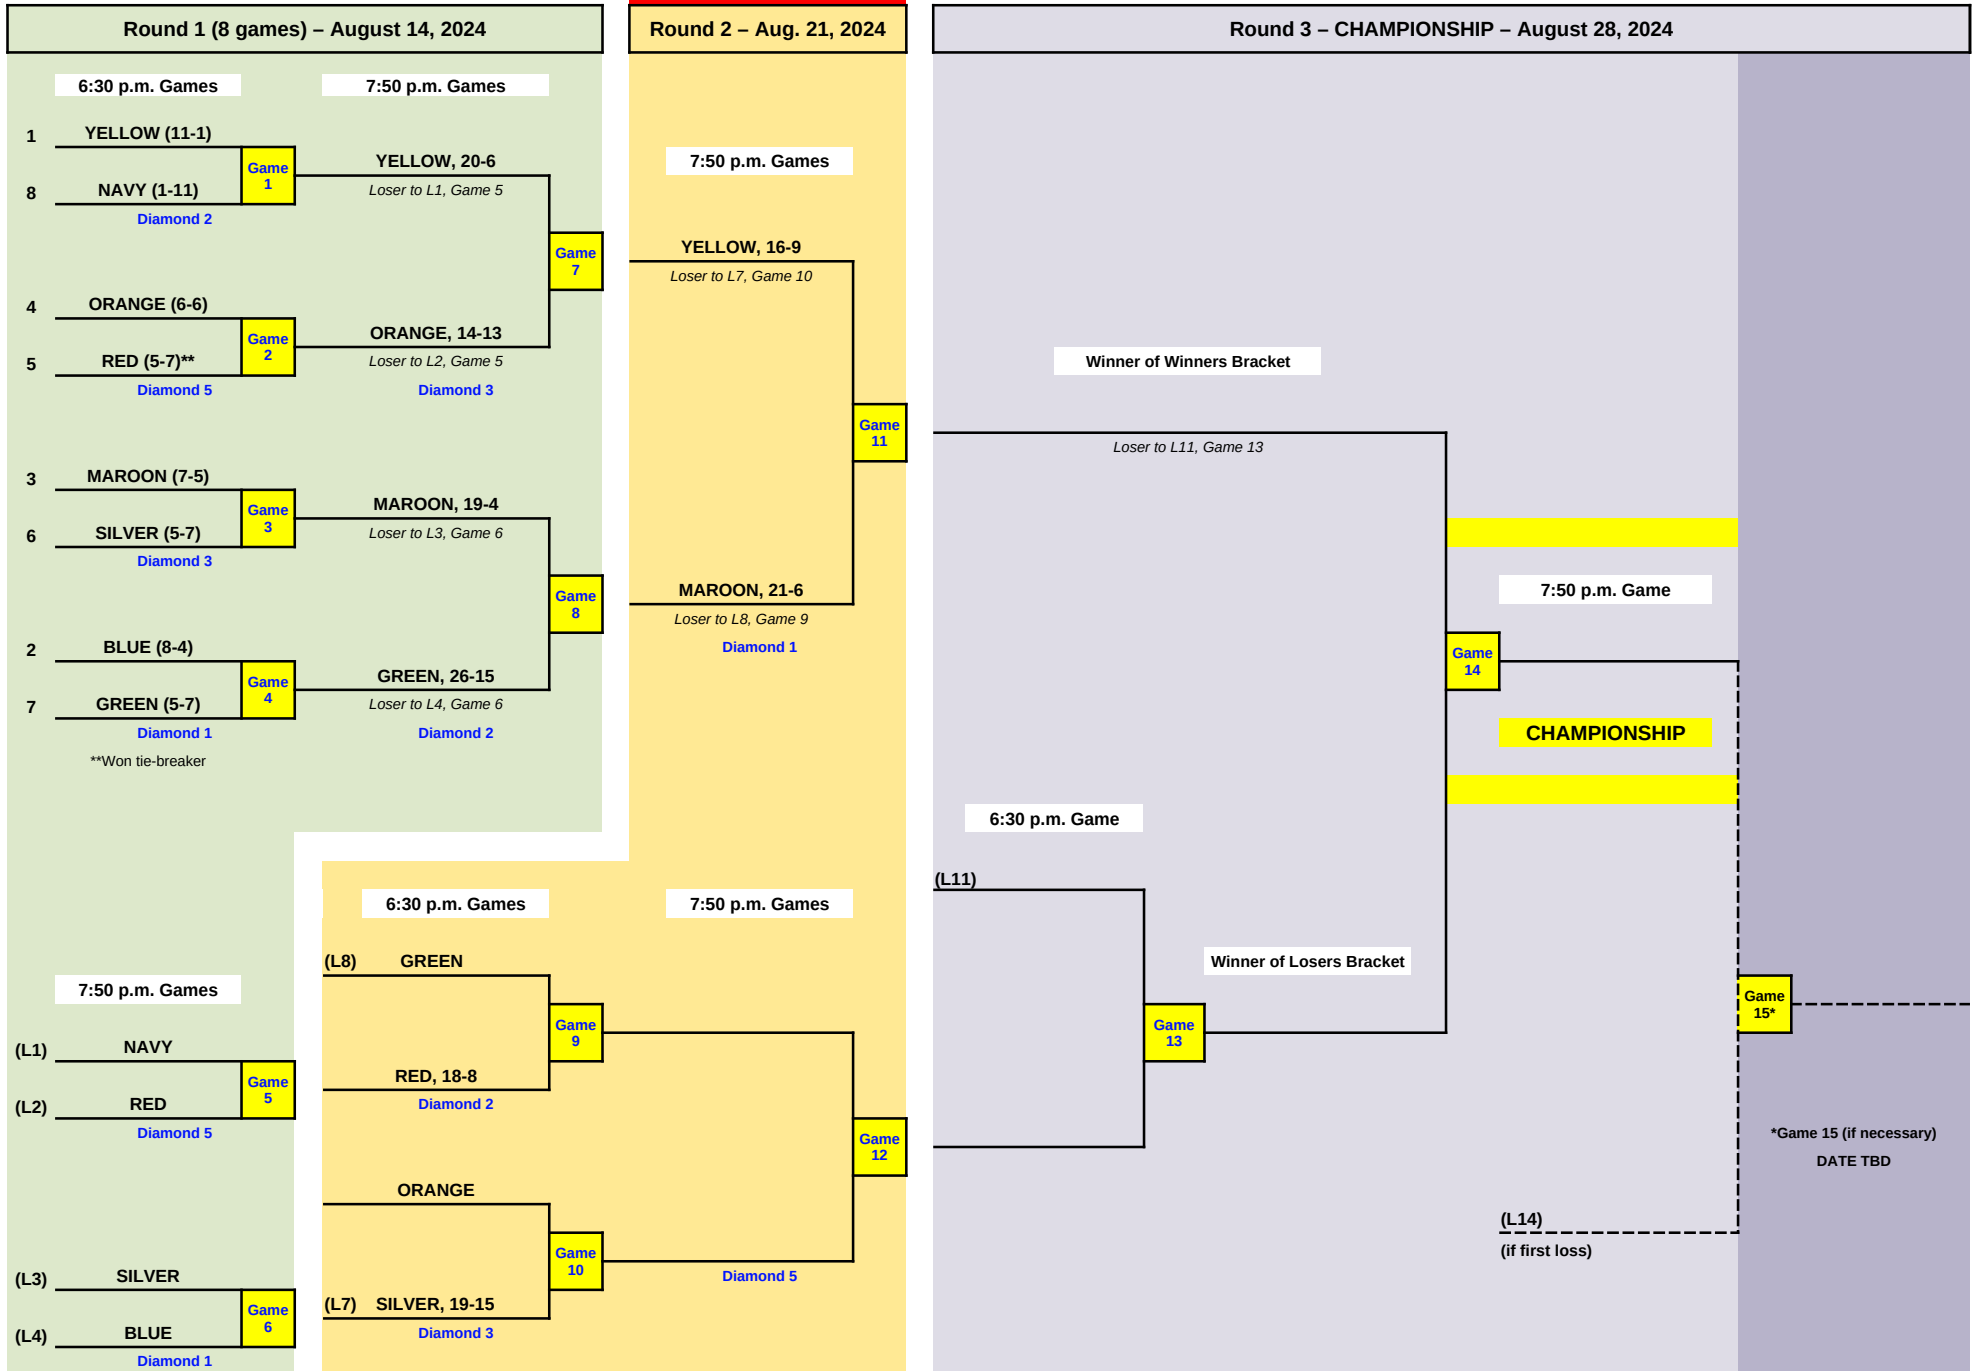 Round 1 (8 games) – August 14, 2024
Round 2 – Aug. 21, 2024
Round 3 – CHAMPIONSHIP – August 28, 2024
6:30 p.m. Games
7:50 p.m. Games
1
YELLOW (11-1)
Game
1
8
NAVY (1-11)
Diamond 2
YELLOW, 20-6
Loser to L1, Game 5
4
ORANGE (6-6)
Game
2
5
RED (5-7)**
Diamond 5
ORANGE, 14-13
Loser to L2, Game 5
Diamond 3
Game
7
3
MAROON (7-5)
Game
3
6
SILVER (5-7)
Diamond 3
MAROON, 19-4
Loser to L3, Game 6
2
BLUE (8-4)
Game
4
7
GREEN (5-7)
Diamond 1
**Won tie-breaker
GREEN, 26-15
Loser to L4, Game 6
Diamond 2
Game
8
7:50 p.m. Games
YELLOW, 16-9
Loser to L7, Game 10
Game
11
MAROON, 21-6
Loser to L8, Game 9
Diamond 1
Winner of Winners Bracket
Loser to L11, Game 13
7:50 p.m. Game
Game
14
CHAMPIONSHIP
6:30 p.m. Game
(L11)
Winner of Losers Bracket
Game
13
Game
15*
*Game 15 (if necessary)
DATE TBD
(L14)
(if first loss)
7:50 p.m. Games
(L1)
NAVY
Game
5
(L2)
RED
Diamond 5
(L3)
SILVER
Game
6
(L4)
BLUE
Diamond 1
6:30 p.m. Games
7:50 p.m. Games
(L8)
GREEN
Game
9
RED, 18-8
Diamond 2
ORANGE
Game
10
(L7)
SILVER, 19-15
Diamond 3
Game
12
Diamond 5